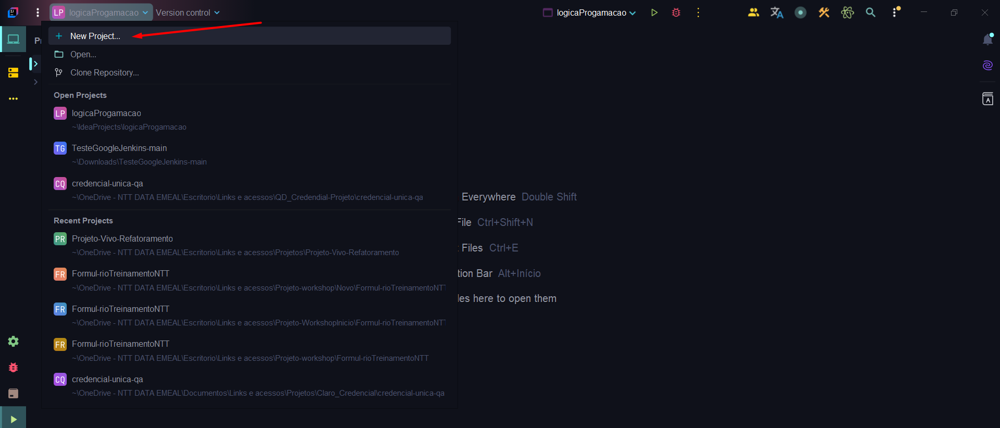 LP logicaProgamacao Version control logicaProgamacao
New Project...
Open...
Clone Repository...
Open Projects
LP logicaProgamacao
~\IdeaProjects\logicaProgamacao
TG TesteGoogleJenkins-main
~\Downloads\TesteGoogleJenkins-main
CQ credencial-unica-qa
~\OneDrive - NTT DATA EMEAL\Escritorio\Links e acessos\QD_Credendial-Projeto\credencial-unica-qa
Recent Projects
PR Projeto-Vivo-Refatoramento
~\OneDrive - NTT DATA EMEAL\Escritorio\Links e acessos\Projetos\Projeto-Vivo-Refatoramento
FR Formul-rioTreinamentoNTT
~\OneDrive - NTT DATA EMEAL\Escritorio\Links e acessos\Projeto-workshop\Novo\Formul-rioTreinamentoNTT
FR Formul-rioTreinamentoNTT
~\OneDrive - NTT DATA EMEAL\Escritorio\Links e acessos\Projeto-WorkshopInicio\Formul-rioTreinamentoNTT
FR Formul-rioTreinamentoNTT
~\OneDrive - NTT DATA EMEAL\Escritorio\Links e acessos\Projeto-workshop\Formul-rioTreinamentoNTT
CQ credencial-unica-qa
~\OneDrive - NTT DATA EMEAL\Documentos\Links e acessos\Projetos\Claro_Credencial\credencial-unica-qa
Everywhere Double Shift
File Ctrl+Shift+N
Files Ctrl+E
tion Bar Alt+Início
les here to open them